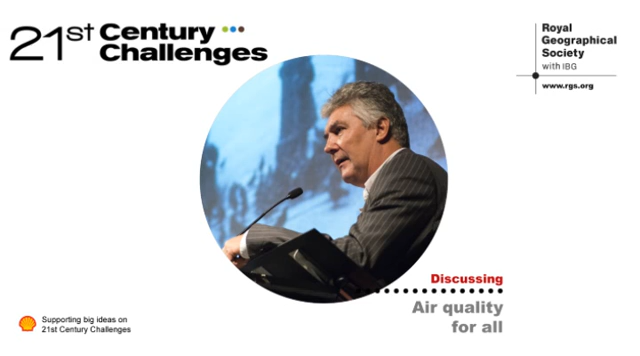 21st Century
Challenges
Royal
Geographical
Society
with IBG
www.rgs.org
Discussing
Air quality
for all
Supporting big ideas on
21st Century Challenges